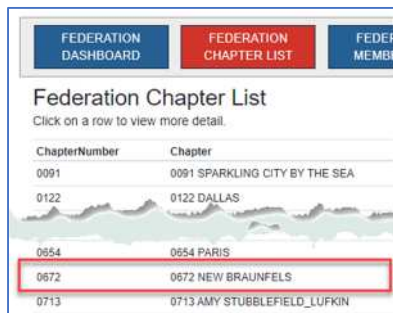 FEDERATION
DASHBOARD
FEDERATION
CHAPTER LIST
FEDER
MEMB
Federation Chapter List
Click on a row to view more detail.
ChapterNumber Chapter
0091 0091 SPARKLING CITY BY THE SEA
0122 0122 DALLAS
0654 0654 PARIS
0672 0672 NEW BRAUNFELS
0713 0713 AMY STUBBLEFIELD_LUFKIN